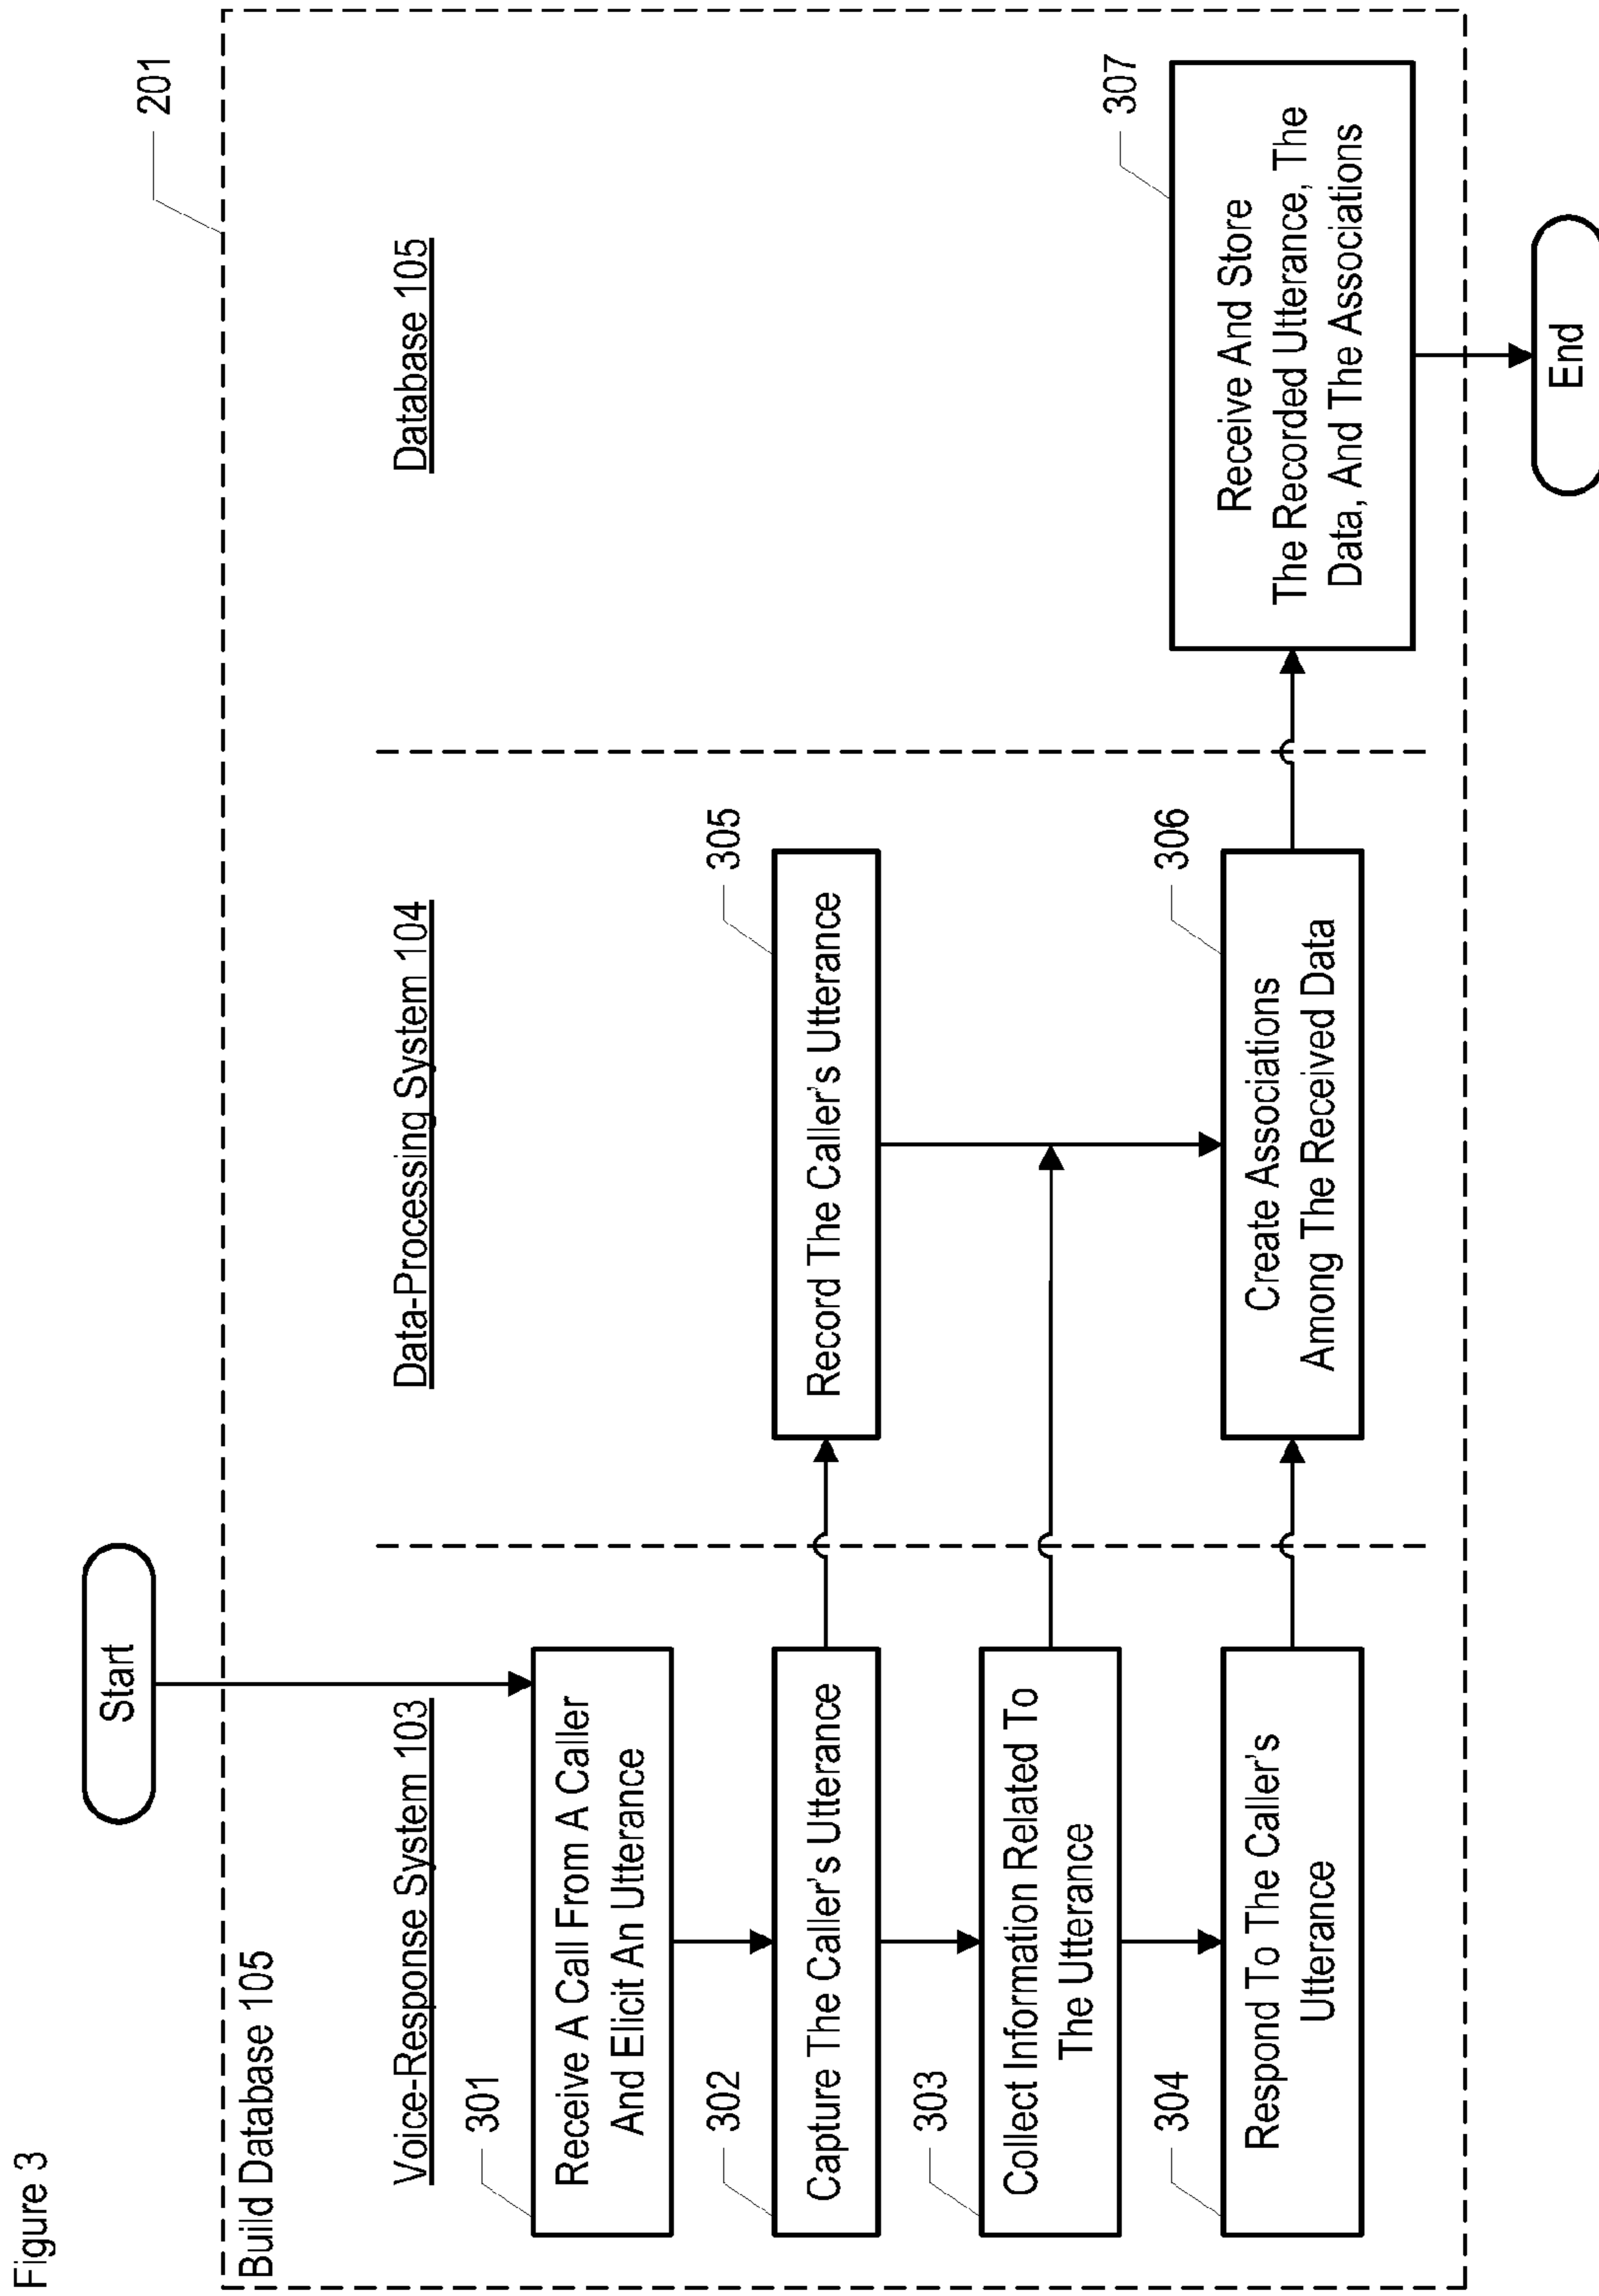 Figure 3
Start
201
Build Database 105
Voice-Response System 103
Data-Processing System 104
Database 105
301
Receive A Call From A Caller
And Elicit An Utterance
302
Capture The Caller's Utterance
305
Record The Caller's Utterance
303
Collect Information Related To
The Utterance
304
Respond To The Caller's
Utterance
306
Create Associations
Among The Received Data
307
Receive And Store
The Recorded Utterance, The
Data, And The Associations
End